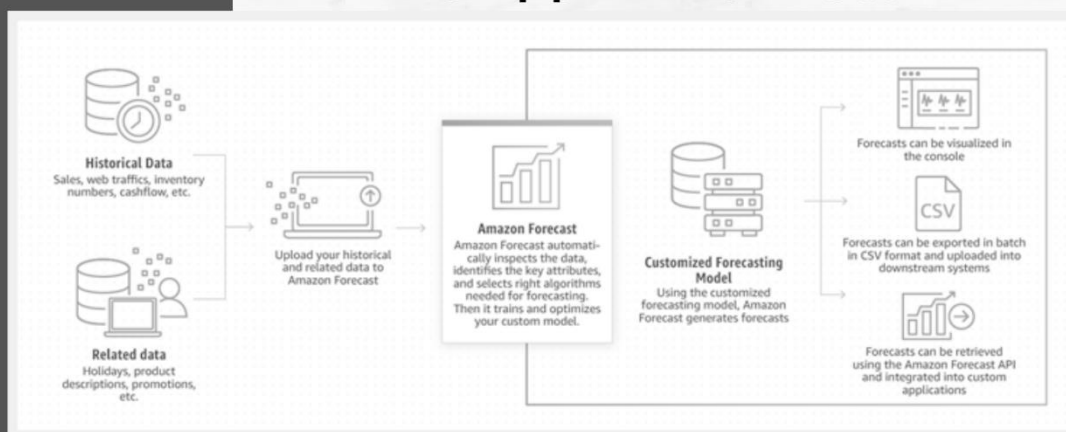 Historical Data
Sales, web traffics, inventory
numbers, cashflow, etc.
Related data
Holidays, product
descriptions, promotions,
etc.
Upload your historical
and related data to
Amazon Forecast
Amazon Forecast
Amazon Forecast automati-
cally inspects the data,
identifies the key attributes,
and selects right algorithms
needed for forecasting.
Then it trains and optimizes
your custom model.
Customized Forecasting
Model
Using the customized
forecasting model, Amazon
Forecast generates forecasts
Forecasts can be visualized in
the console
CSV
Forecasts can be exported in batch
in CSV format and uploaded into
downstream systems
Forecasts can be retrieved
using the Amazon Forecast API
and integrated into custom
applications